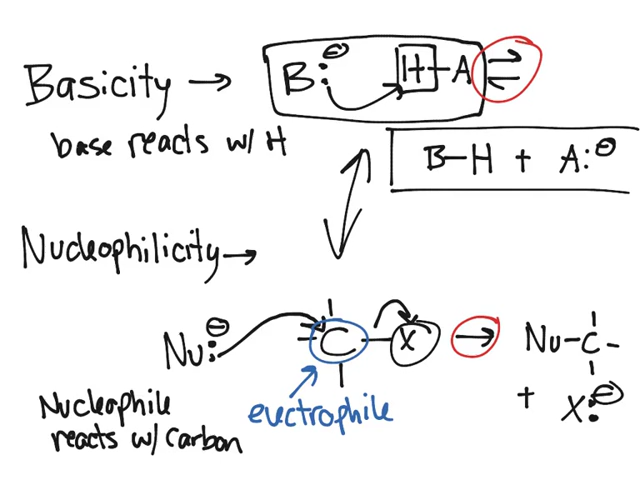 Basicity → B:⊖ H-A ⇌
base reacts w/ H
B-H + A:⊖
Nucleophilicity →
Nu:⊖ C-X → Nu-C-
+ X:⊖
electrophile
Nucleophile
reacts w/ carbon